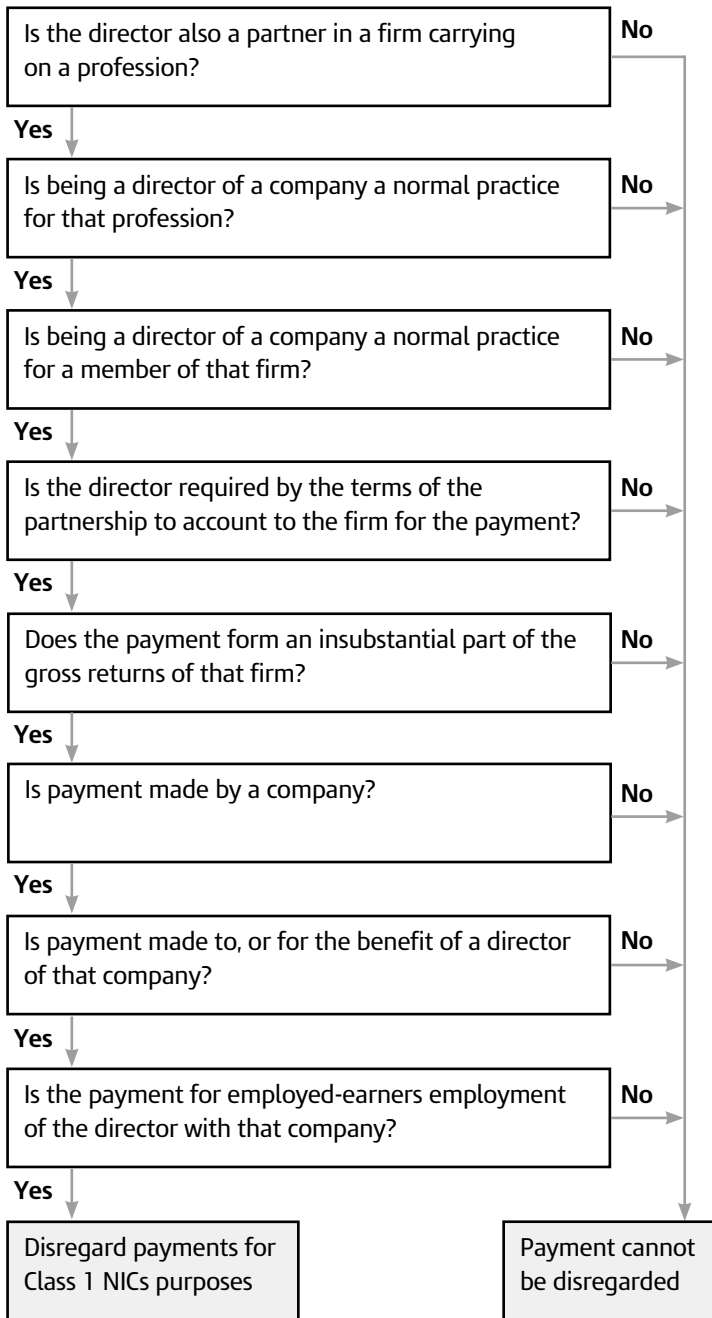 Is the director also a partner in a firm carrying
on a profession?
No
Yes
Is being a director of a company a normal practice
for that profession?
No
Yes
Is being a director of a company a normal practice
for a member of that firm?
No
Yes
Is the director required by the terms of the
partnership to account to the firm for the payment?
No
Yes
Does the payment form an insubstantial part of the
gross returns of that firm?
No
Yes
Is payment made by a company?
No
Yes
Is payment made to, or for the benefit of a director
of that company?
No
Yes
Is the payment for employed-earners employment
of the director with that company?
No
Yes
Disregard payments for
Class 1 NICs purposes
Payment cannot
be disregarded